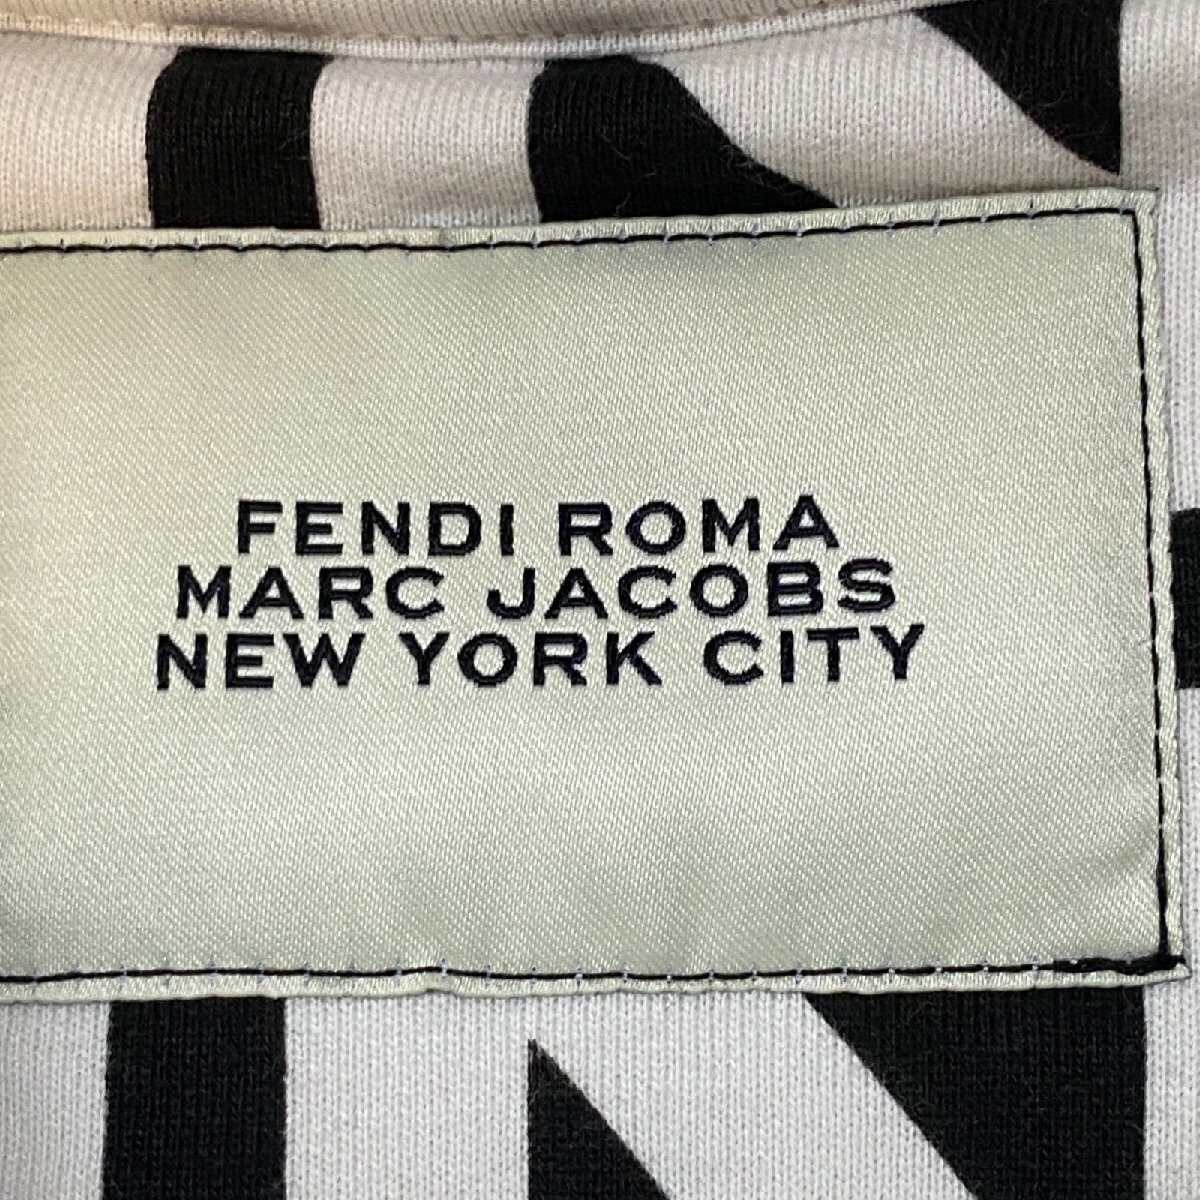 FENDI ROMA
MARC JACOBS
NEW YORK CITY